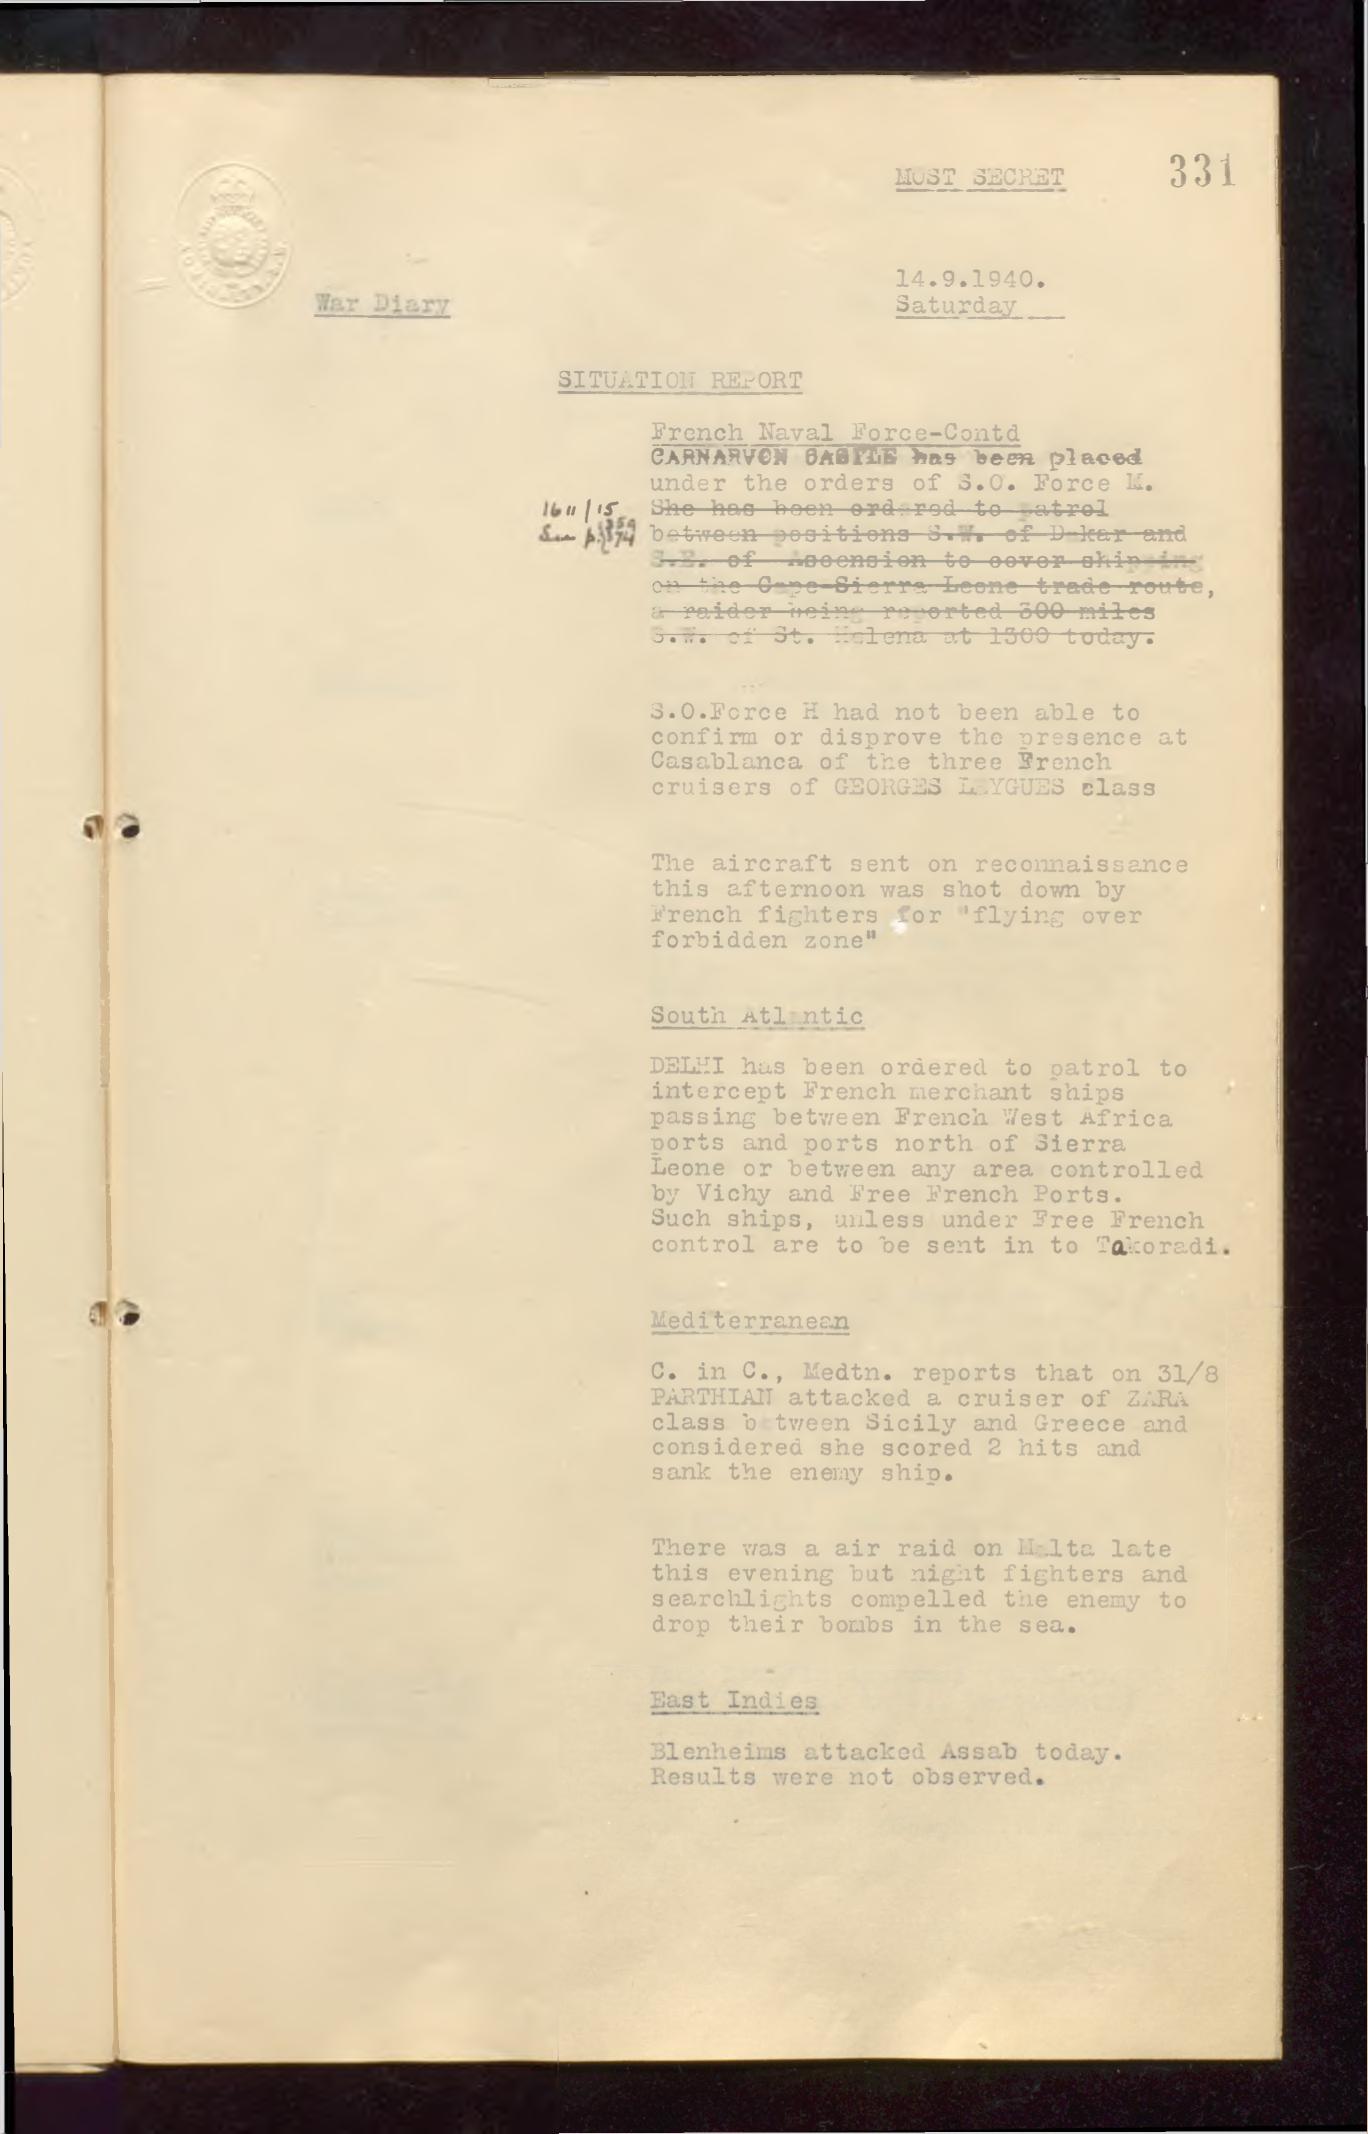 MOST SECRET
331
14.9.1940.
Saturday
War Diary
SITUATION REPORT
French Naval Force-Contd
CARNARVON CASTLE has been placed
under the orders of S.O. Force M.
She has been ordered to patrol
between positions S.W. of Dakar and
S.E. of Ascension to cover shipping
on the Cape-Sierra Leone trade route,
a raider being reported 300 miles
S.W. of St. Helena at 1300 today.
1611/15
See p.
S.O.Force H had not been able to
confirm or disprove the presence at
Casablanca of the three French
cruisers of GEORGES LEYGUES class
The aircraft sent on reconnaissance
this afternoon was shot down by
French fighters for "flying over
forbidden zone"
South Atlantic
DELHI has been ordered to patrol to
intercept French merchant ships
passing between French West Africa
ports and ports north of Sierra
Leone or between any area controlled
by Vichy and Free French Ports.
Such ships, unless under Free French
control are to be sent in to Takoradi.
Mediterranean
C. in C., Medtn. reports that on 31/8
PARTHIAN attacked a cruiser of ZARA
class between Sicily and Greece and
considered she scored 2 hits and
sank the enemy ship.
There was a air raid on Malta late
this evening but night fighters and
searchlights compelled the enemy to
drop their bombs in the sea.
East Indies
Blenheims attacked Assab today.
Results were not observed.